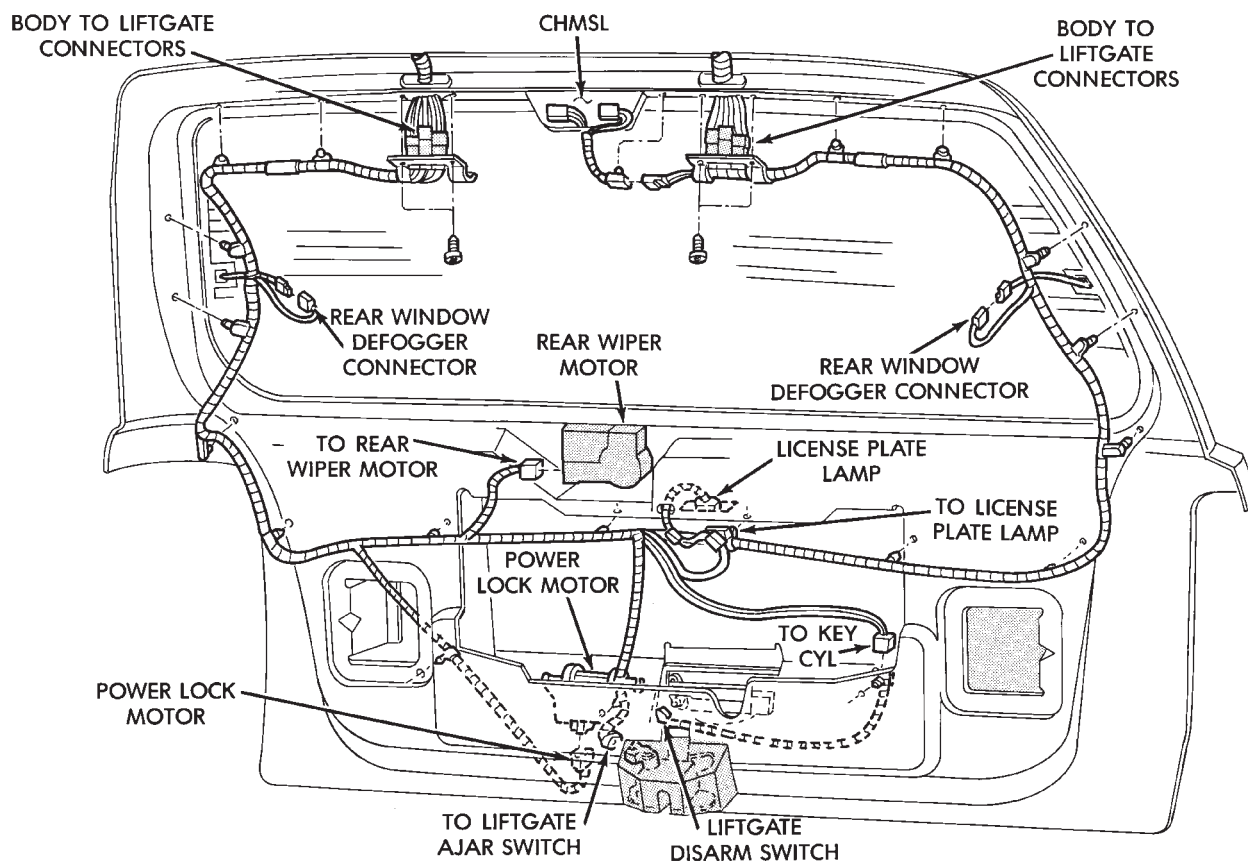 BODY TO LIFTGATE
CONNECTORS
CHMSL
BODY TO
LIFTGATE
CONNECTORS
REAR WINDOW
DEFOGGER
CONNECTOR
REAR WIPER
MOTOR
REAR WINDOW
DEFOGGER CONNECTOR
TO REAR
WIPER MOTOR
LICENSE PLATE
LAMP
TO LICENSE
PLATE LAMP
POWER
LOCK MOTOR
TO KEY
CYL
POWER LOCK
MOTOR
TO LIFTGATE
AJAR SWITCH
LIFTGATE
DISARM SWITCH